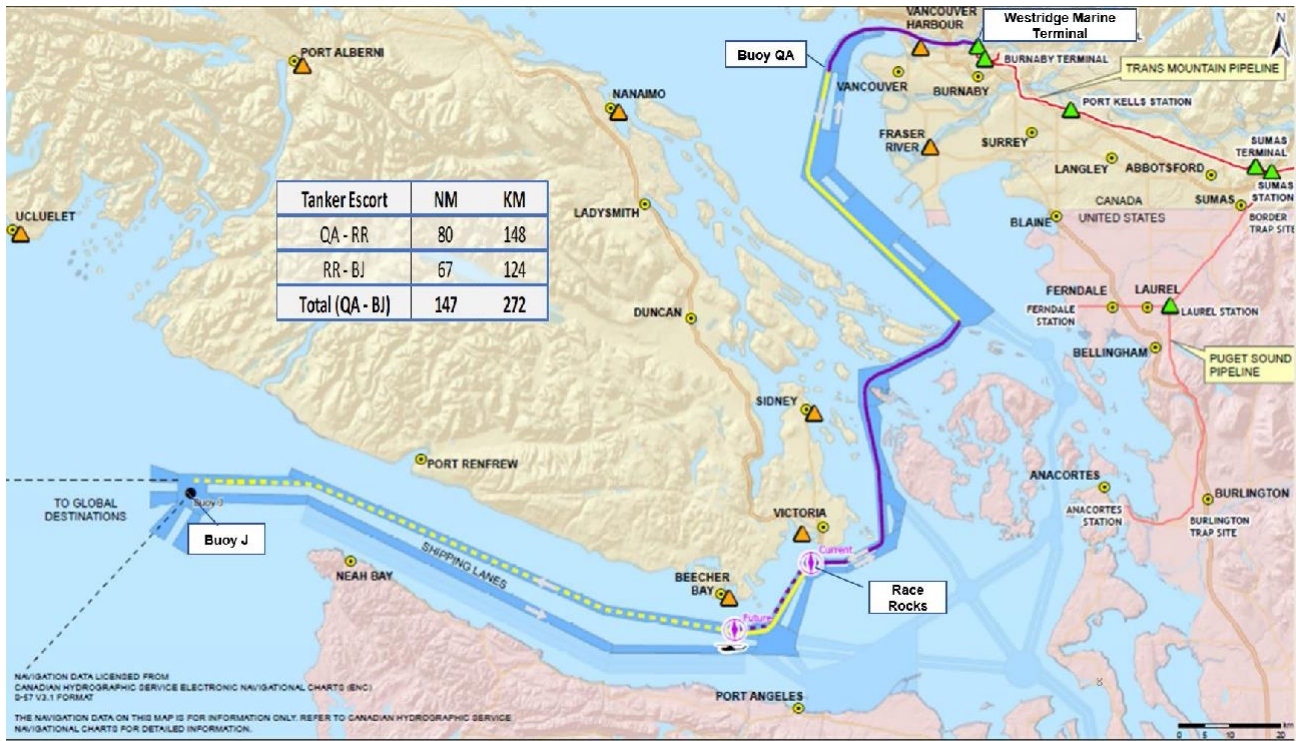 VANCOUVER
HARBOUR
Westridge Marine
Terminal
N
PORT ALBERNI
Buoy QA
BURNABY TERMINAL
TRANS MOUNTAIN PIPELINE
VANCOUVER
BURNABY
NANAIMO
PORT KELLS STATION
FRASER
RIVER
SURREY
SUMAS
TERMINAL
LANGLEY
ABBOTSFORD
Tanker Escort NM KM
QA - RR 80 148
RR - BJ 67 124
Total (QA - BJ) 147 272
SUMAS
STATION
CANADA
SUMAS
UCLUELET
LADYSMITH
BLAINE
UNITED STATES
BORDER
TRAP SITE
DUNCAN
FERNDALE
LAUREL
FERNDALE
STATION
LAUREL STATION
BELLINGHAM
PUGET SOUND
PIPELINE
SIDNEY
PORT RENFREW
ANACORTES
TO GLOBAL
DESTINATIONS
Buoy J
Buoy J
VICTORIA
ANACORTES
STATION
BURLINGTON
BURLINGTON
TRAP SITE
Current
SHIPPING LANES
NEAH BAY
BEECHER
BAY
Race
Rocks
Future
NAVIGATION DATA LICENSED FROM
CANADIAN HYDROGRAPHIC SERVICE ELECTRONIC NAVIGATIONAL CHARTS (ENC)
S-57 V3.1 FORMAT
PORT ANGELES
THE NAVIGATION DATA ON THIS MAP IS FOR INFORMATION ONLY. REFER TO CANADIAN HYDROGRAPHIC SERVICE
NAVIGATIONAL CHARTS FOR DETAILED INFORMATION.
0 5 10 20 km